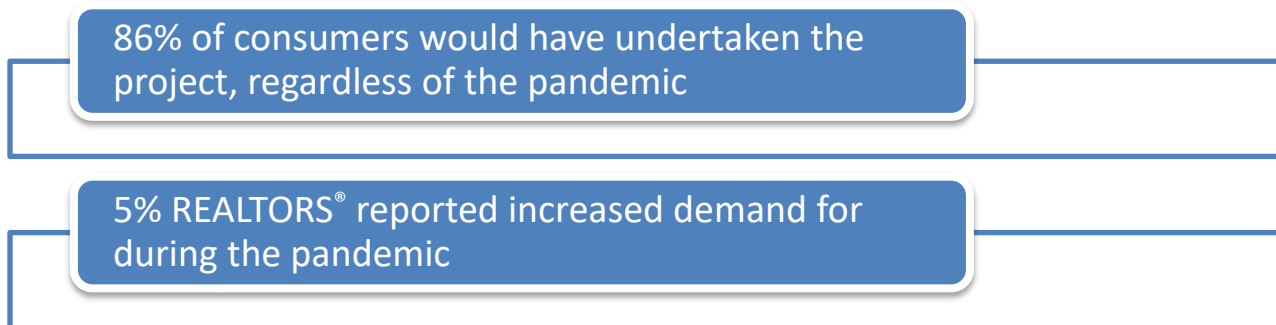 86% of consumers would have undertaken the
project, regardless of the pandemic
5% REALTORS® reported increased demand for
during the pandemic